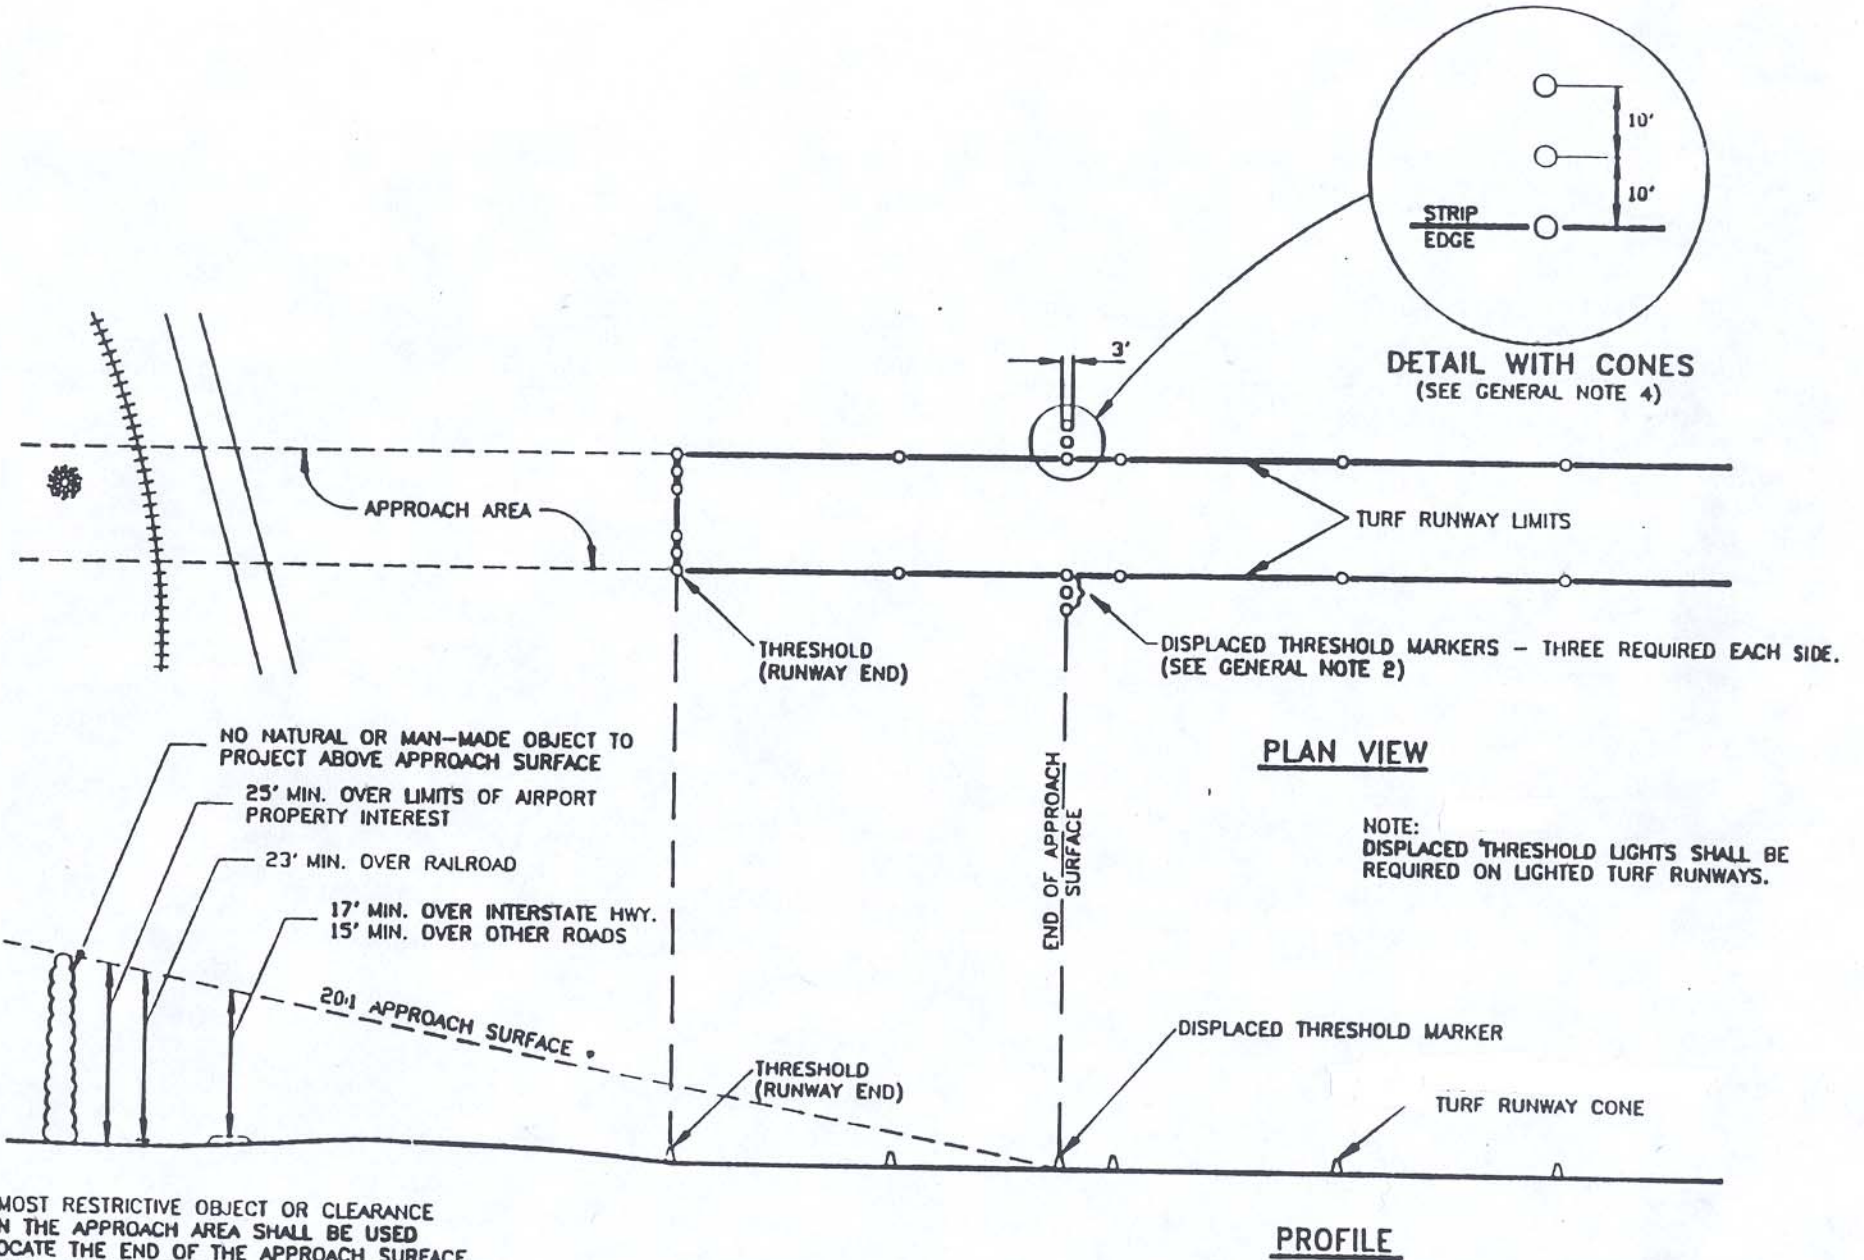 10'
10'
STRIP
EDGE
DETAIL WITH CONES
(SEE GENERAL NOTE 4)
3'
APPROACH AREA
TURF RUNWAY LIMITS
THRESHOLD
(RUNWAY END)
DISPLACED THRESHOLD MARKERS – THREE REQUIRED EACH SIDE.
(SEE GENERAL NOTE 2)
NO NATURAL OR MAN–MADE OBJECT TO
PROJECT ABOVE APPROACH SURFACE
25' MIN. OVER LIMITS OF AIRPORT
PROPERTY INTEREST
23' MIN. OVER RAILROAD
17' MIN. OVER INTERSTATE HWY.
15' MIN. OVER OTHER ROADS
PLAN VIEW
END OF APPROACH
SURFACE
NOTE:
DISPLACED THRESHOLD LIGHTS SHALL BE
REQUIRED ON LIGHTED TURF RUNWAYS.
20:1 APPROACH SURFACE
THRESHOLD
(RUNWAY END)
DISPLACED THRESHOLD MARKER
TURF RUNWAY CONE
MOST RESTRICTIVE OBJECT OR CLEARANCE
N THE APPROACH AREA SHALL BE USED
OCATE THE END OF THE APPROACH SURFACE
PROFILE